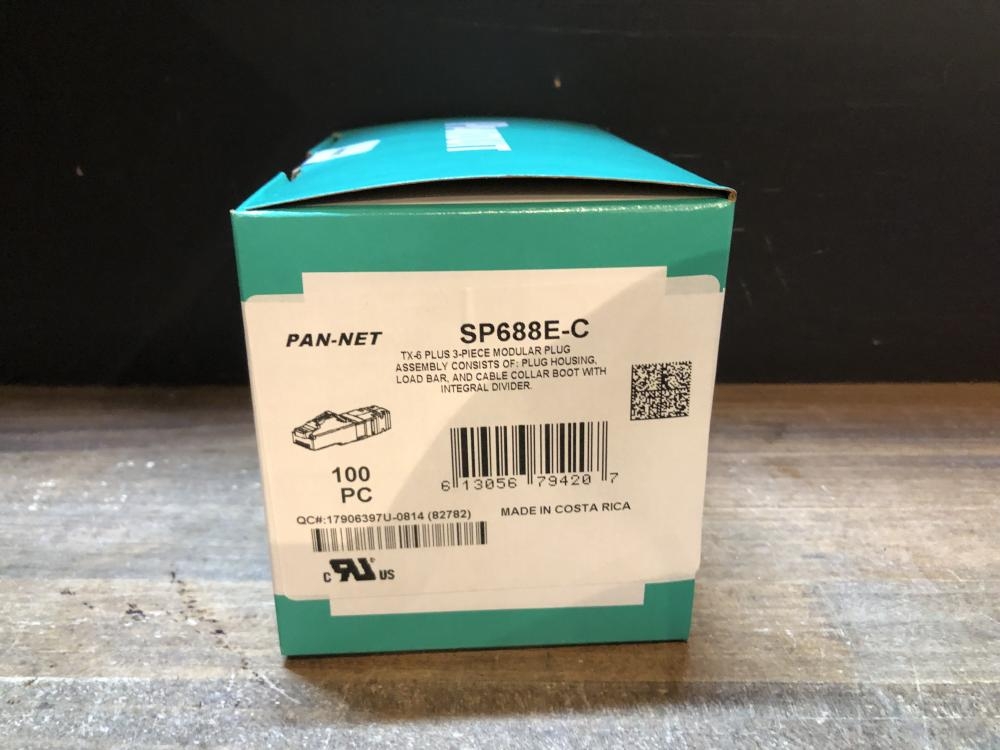 PAN-NET
SP688E-C
TX-6 PLUS 3-PIECE MODULAR PLUG
ASSEMBLY CONSISTS OF: PLUG HOUSING,
LOAD BAR, AND CABLE COLLAR BOOT WITH
INTEGRAL DIVIDER.
100
PC
6 13056 79420 7
QC#:17906397U-0814 (82782)
MADE IN COSTA RICA
C RU US